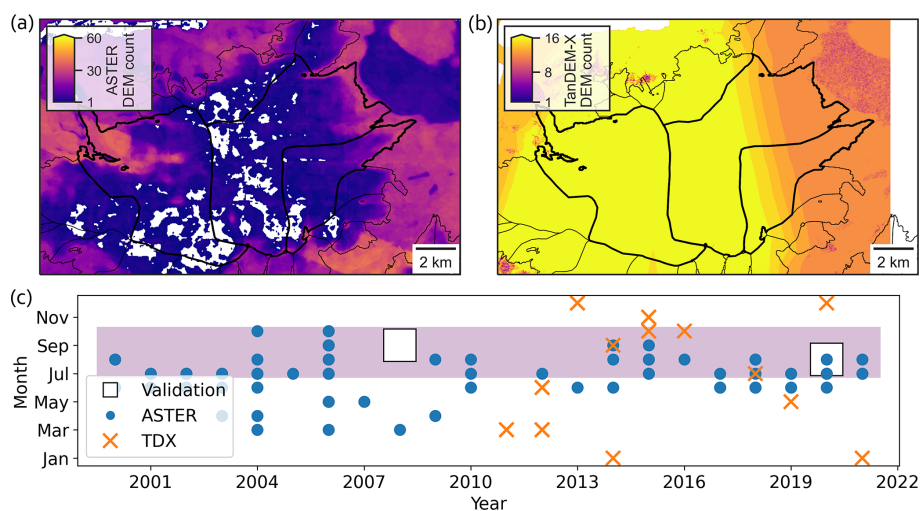 (a)
60
30
1
ASTER
DEM count
2 km
(b)
16
8
1
TanDEM-X
DEM count
2 km
(c)
Nov
Sep
Jul
May
Mar
Jan
Month
Validation
ASTER
TDX
2001
2004
2007
2010
2013
2016
2019
2022
Year